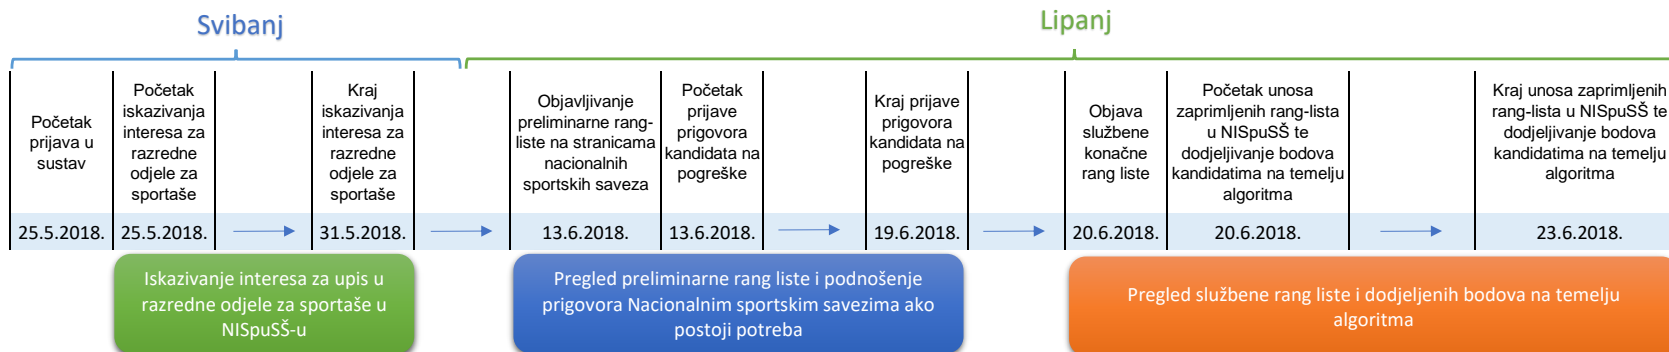 Svibanj
Lipanj
Početak
prijava u
sustav
Početak
iskazivanja
interesa za
razredne
odjele za
sportaše
Kraj
iskazivanja
interesa za
razredne
odjele za
sportaše
Objavljivanje
preliminarne rang-
liste na stranicama
nacionalnih
sportskih saveza
Početak
prijave
prigovora
kandidata na
pogreške
Kraj prijave
prigovora
kandidata na
pogreške
Objava
službene
konačne
rang liste
Početak unosa
zaprimljenih rang-lista
u NISpuSŠ te
dodjeljivanje bodova
kandidatima na temelju
algoritma
Kraj unosa zaprimljenih
rang-lista u NISpuSŠ te
dodjeljivanje bodova
kandidatima na temelju
algoritma
25.5.2018.
25.5.2018.
31.5.2018.
13.6.2018.
13.6.2018.
19.6.2018.
20.6.2018.
20.6.2018.
23.6.2018.
Iskazivanje interesa za upis u
razredne odjele za sportaše u
NISpuSŠ-u
Pregled preliminarne rang liste i podnošenje
prigovora Nacionalnim sportskim savezima ako
postoji potreba
Pregled službene rang liste i dodjeljenih bodova na temelju
algoritma